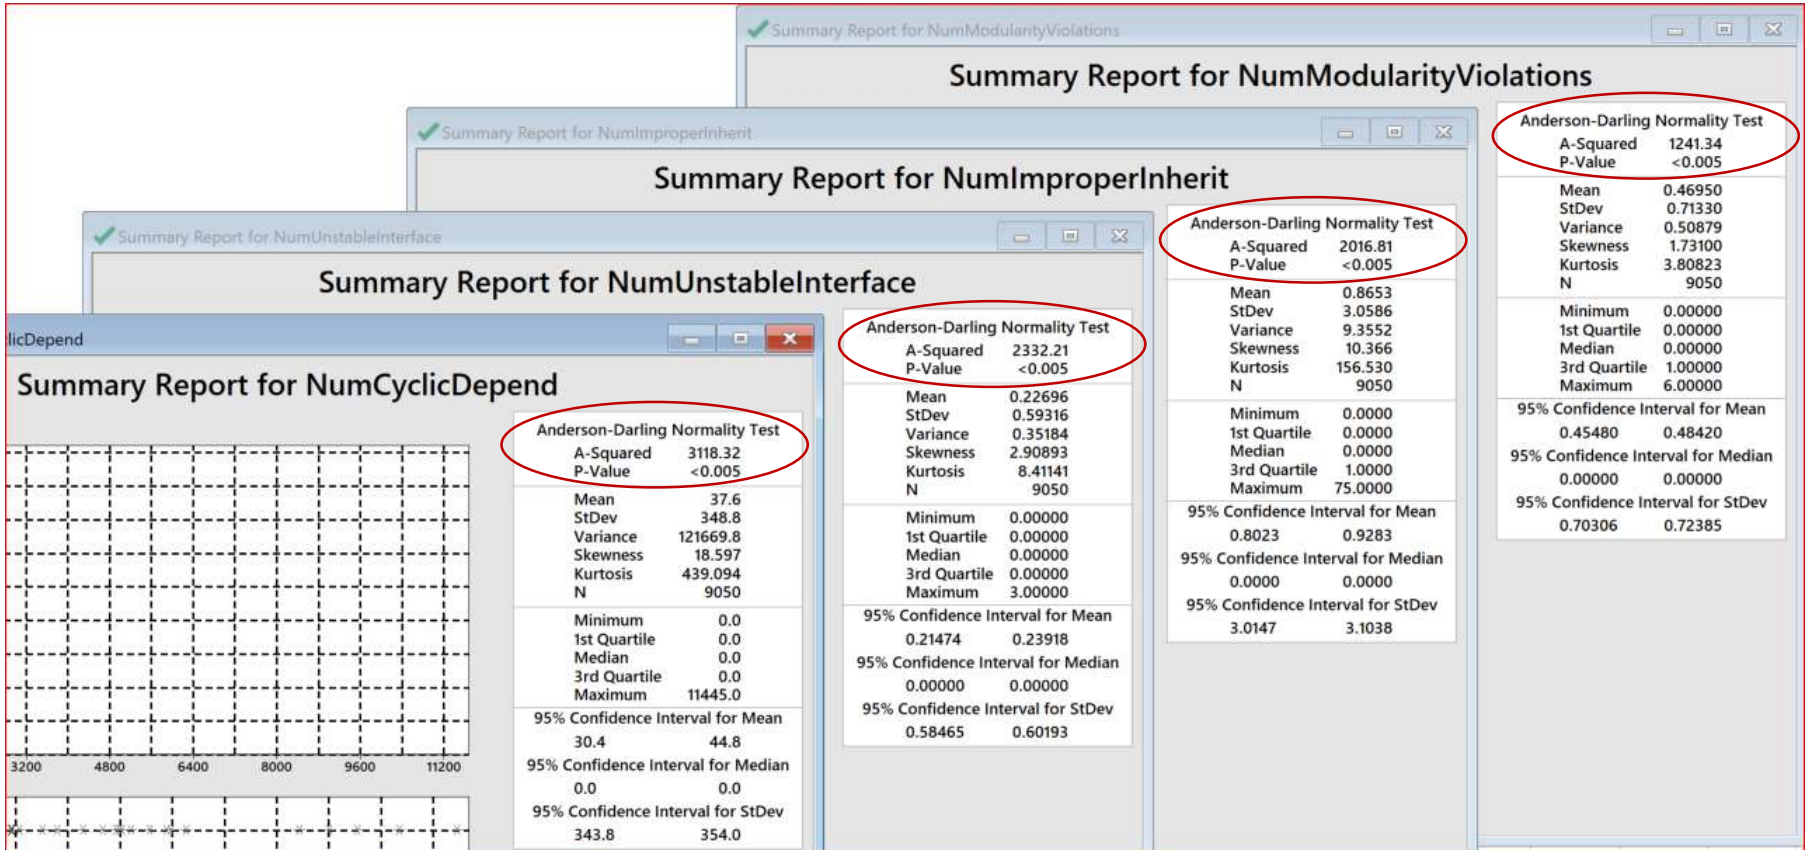 Summary Report for NumModularityViolations
Summary Report for NumModularityViolations
Anderson-Darling Normality Test
A-Squared 1241.34
P-Value <0.005
Mean 0.46950
StDev 0.71330
Variance 0.50879
Skewness 1.73100
Kurtosis 3.80823
N 9050
Minimum 0.00000
1st Quartile 0.00000
Median 0.00000
3rd Quartile 1.00000
Maximum 6.00000
95% Confidence Interval for Mean
0.45480 0.48420
95% Confidence Interval for Median
0.00000 0.00000
95% Confidence Interval for StDev
0.70306 0.72385
Summary Report for NumImproperInherit
Summary Report for NumImproperInherit
Anderson-Darling Normality Test
A-Squared 2016.81
P-Value <0.005
Mean 0.8653
StDev 3.0586
Variance 9.3552
Skewness 10.366
Kurtosis 156.530
N 9050
Minimum 0.0000
1st Quartile 0.0000
Median 0.0000
3rd Quartile 1.0000
Maximum 75.0000
95% Confidence Interval for Mean
0.8023 0.9283
95% Confidence Interval for Median
0.0000 0.0000
95% Confidence Interval for StDev
3.0147 3.1038
Summary Report for NumUnstableInterface
Summary Report for NumUnstableInterface
Anderson-Darling Normality Test
A-Squared 2332.21
P-Value <0.005
Mean 0.22696
StDev 0.59316
Variance 0.35184
Skewness 2.90893
Kurtosis 8.41141
N 9050
Minimum 0.00000
1st Quartile 0.00000
Median 0.00000
3rd Quartile 0.00000
Maximum 3.00000
95% Confidence Interval for Mean
0.21474 0.23918
95% Confidence Interval for Median
0.00000 0.00000
95% Confidence Interval for StDev
0.58465 0.60193
licDepend
Summary Report for NumCyclicDepend
Anderson-Darling Normality Test
A-Squared 3118.32
P-Value <0.005
Mean 37.6
StDev 348.8
Variance 121669.8
Skewness 18.597
Kurtosis 439.094
N 9050
Minimum 0.0
1st Quartile 0.0
Median 0.0
3rd Quartile 0.0
Maximum 11445.0
95% Confidence Interval for Mean
30.4 44.8
95% Confidence Interval for Median
0.0 0.0
95% Confidence Interval for StDev
343.8 354.0
3200 4800 6400 8000 9600 11200